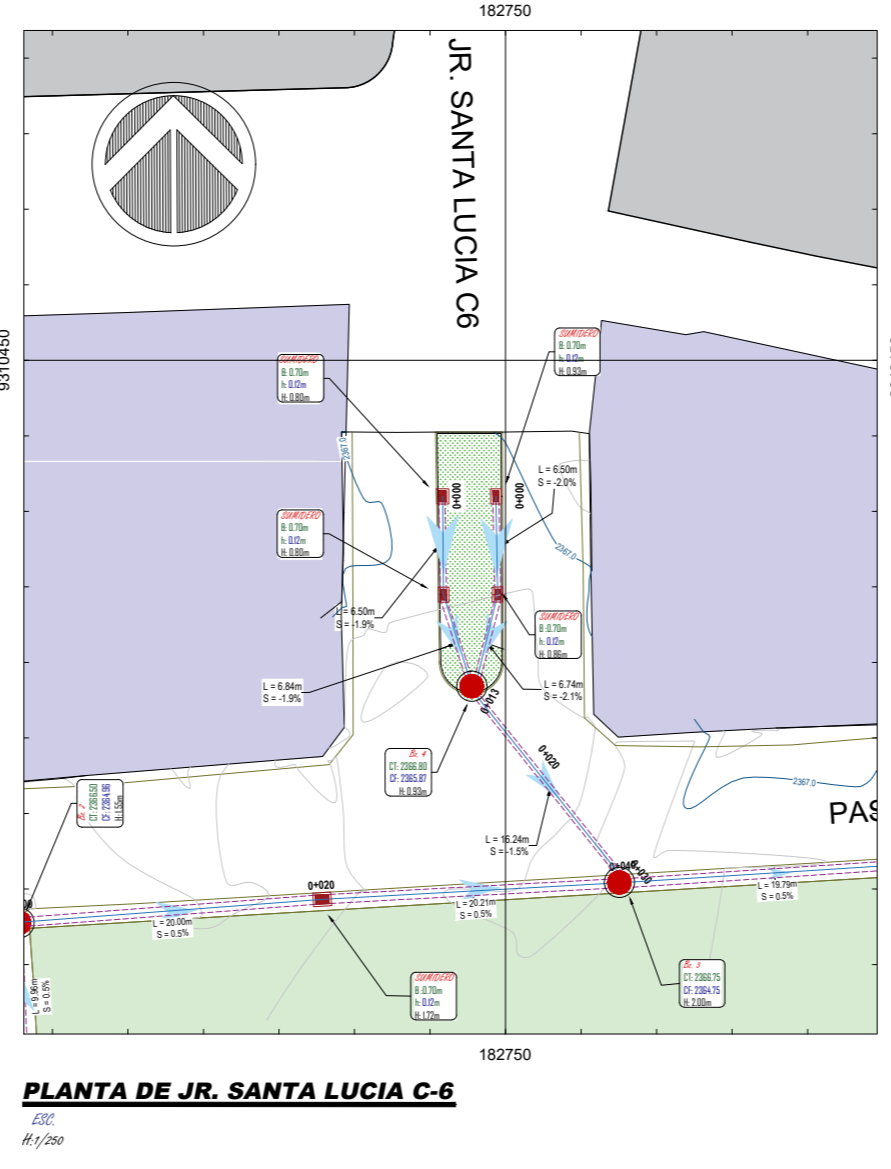 182750
JR. SANTA LUCIA C6
9310450
SUMIDERO
B: 0.70m
h: 0.12m
H: 0.93m
SUMIDERO
B: 0.70m
h: 0.12m
H: 0.80m
2367.0
L = 6.50m
S = -2.0%
0+000
0+000
SUMIDERO
B: 0.70m
h: 0.12m
H: 0.80m
2367.0
L = 6.50m
S = -1.9%
SUMIDERO
B :0.70m
h: 0.12m
H: 0.86m
L = 6.84m
S = -1.9%
L = 6.74m
S = -2.1%
0+013
Bz. 4
CT: 2366.80
CF: 2365.87
H: 0.93m
0+020
2367.0
Bz. 2
CT: 2366.50
CF: 2364.96
H: 1.55m
PAS
L = 16.24m
S = -1.5%
0+040
0+030
0+020
L = 19.79m
S = 0.5%
L = 20.21m
S = 0.5%
L = 20.00m
S = 0.5%
Bz. 3
CT: 2366.75
CF: 2364.75
H: 2.00m
SUMIDERO
B :0.70m
h: 0.12m
H: 1.72m
L = 9.96m
S = 0.5%
182750
PLANTA DE JR. SANTA LUCIA C-6
ESC.
H:1/250